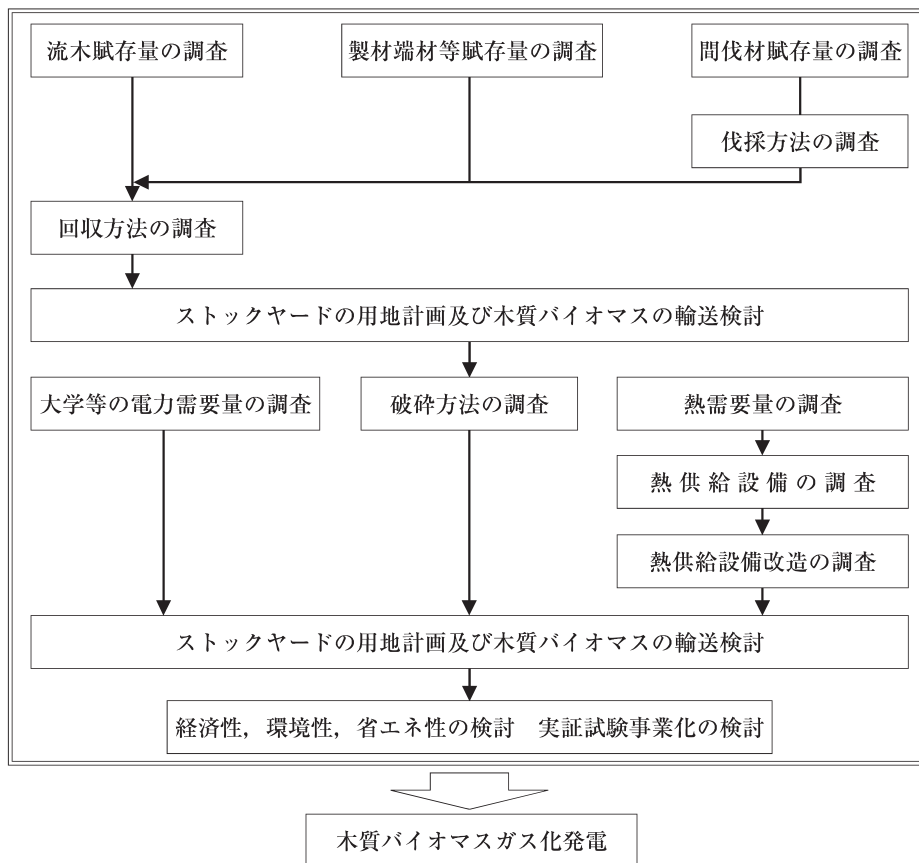 流木賦存量の調査
製材端材等賦存量の調査
間伐材賦存量の調査
伐採方法の調査
回収方法の調査
ストックヤードの用地計画及び木質バイオマスの輸送検討
大学等の電力需要量の調査
破砕方法の調査
熱需要量の調査
熱供給設備の調査
熱供給設備改造の調査
ストックヤードの用地計画及び木質バイオマスの輸送検討
経済性，環境性，省エネ性の検討　実証試験事業化の検討
木質バイオマスガス化発電